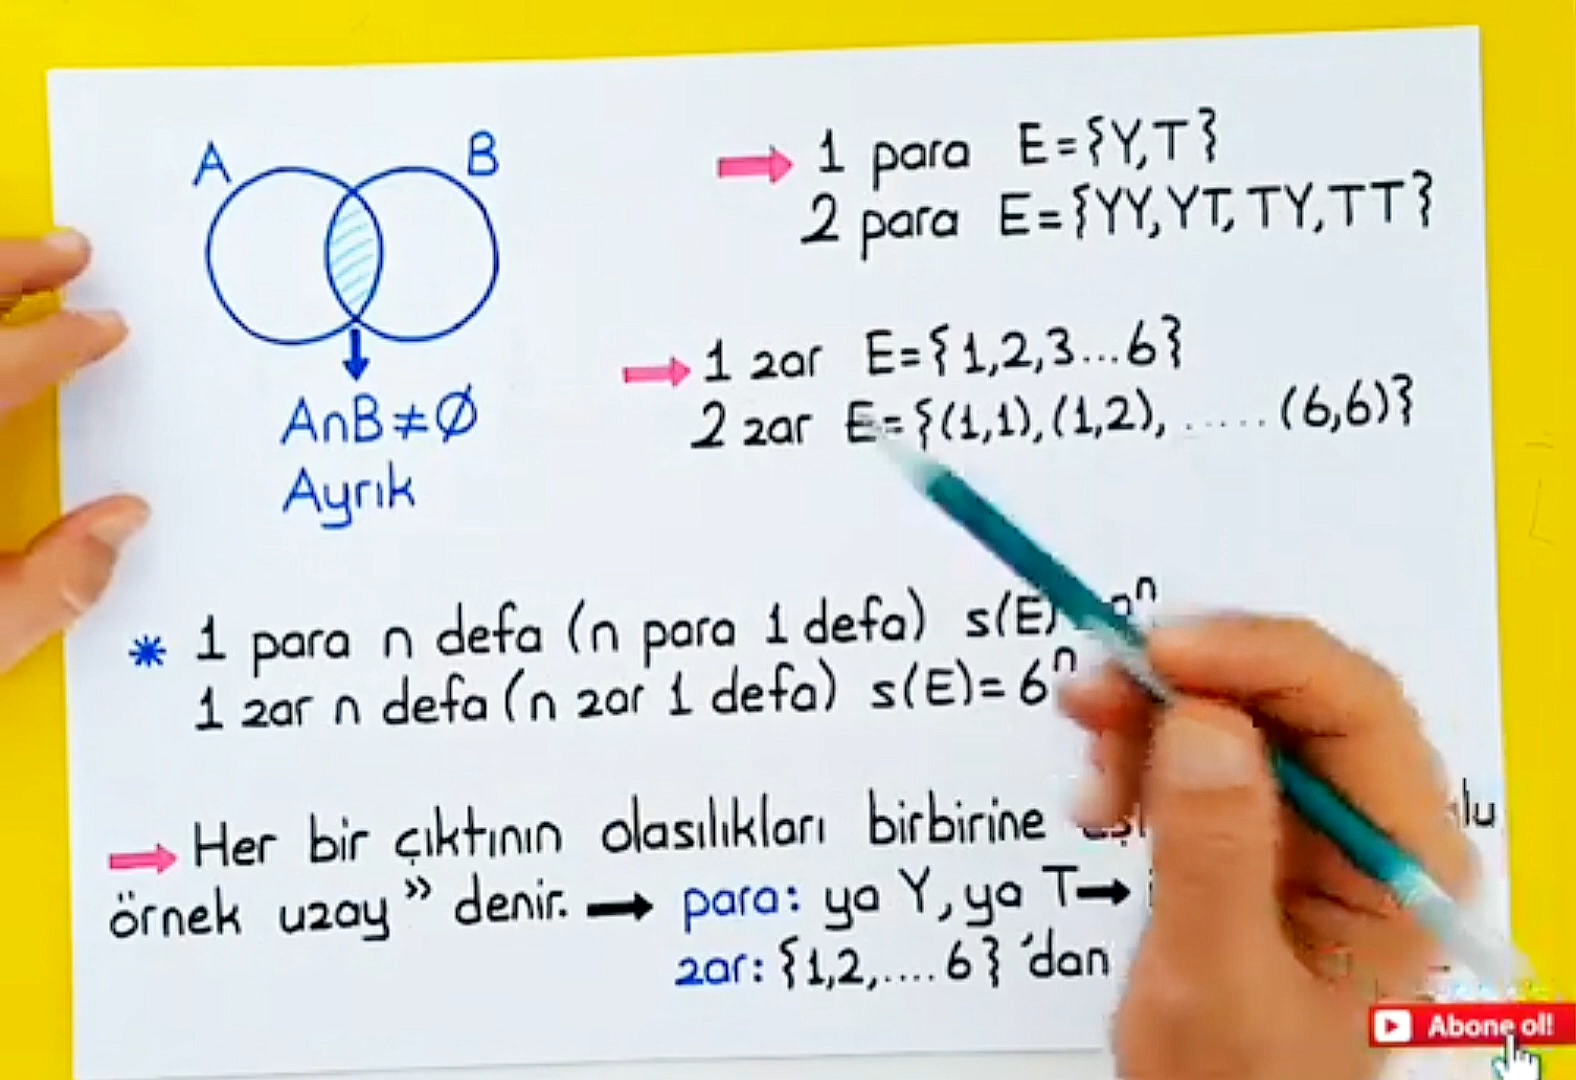 A B
A∩B≠∅
Ayrık
1 para E={Y,T}
2 para E={YY,YT,TY,TT}
1 zar E={1,2,3...6}
2 zar E={(1,1),(1,2),.....(6,6)}
* 1 para n defa (n para 1 defa) s(E)
1 zar n defa (n zar 1 defa) s(E)=6ⁿ
Her bir çıktının olasılıkları birbirine
örnek uzay” denir. → para: ya Y, ya T→
zar: {1,2,....6}'dan
Abone ol!